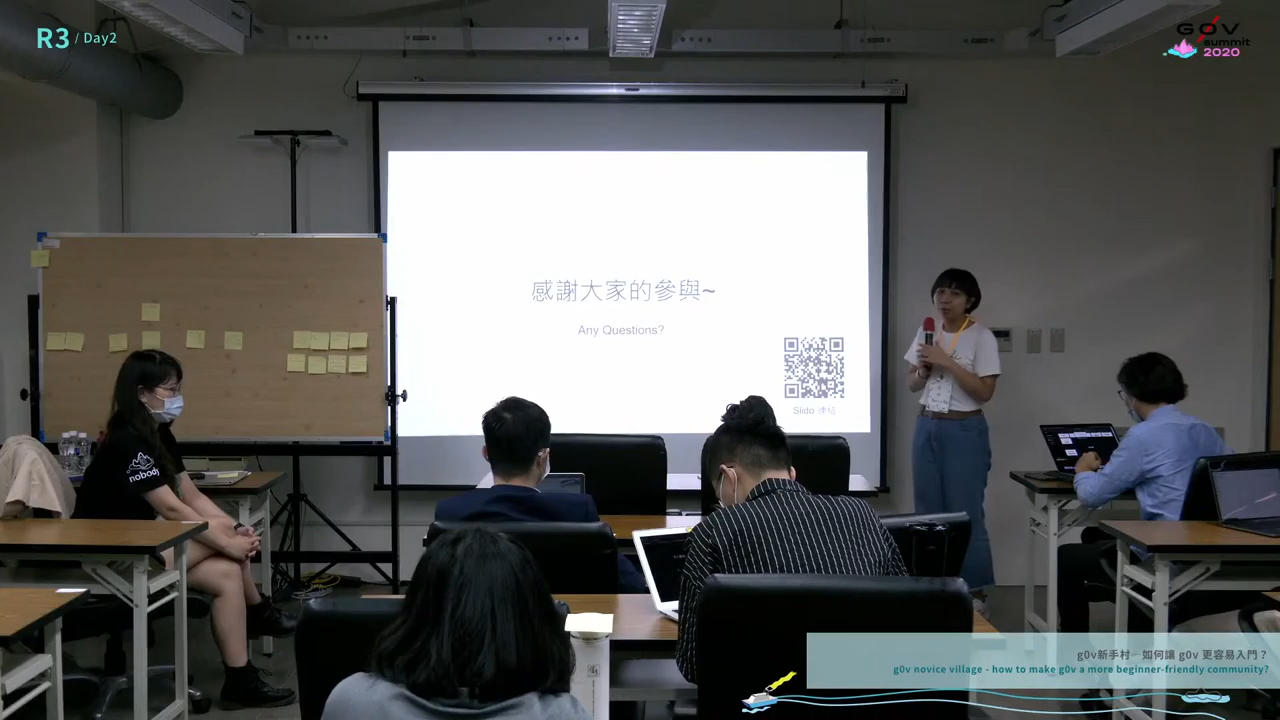 R3 / Day2
g0v
summit
2020
感謝大家的參與~
Any Questions?
Slido 連結
nobody
g0v新手村—如何讓 g0v 更容易入門？
g0v novice village - how to make g0v a more beginner-friendly community?